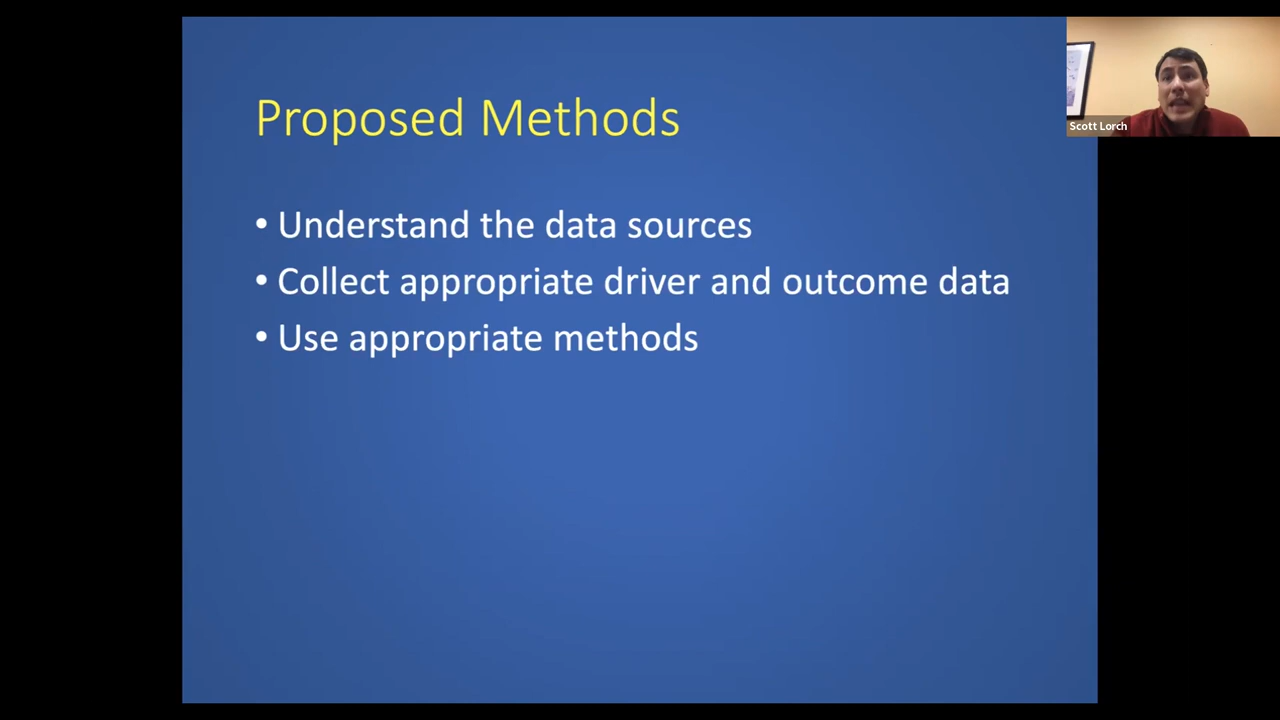 Proposed Methods
• Understand the data sources
• Collect appropriate driver and outcome data
• Use appropriate methods
Scott Lorch